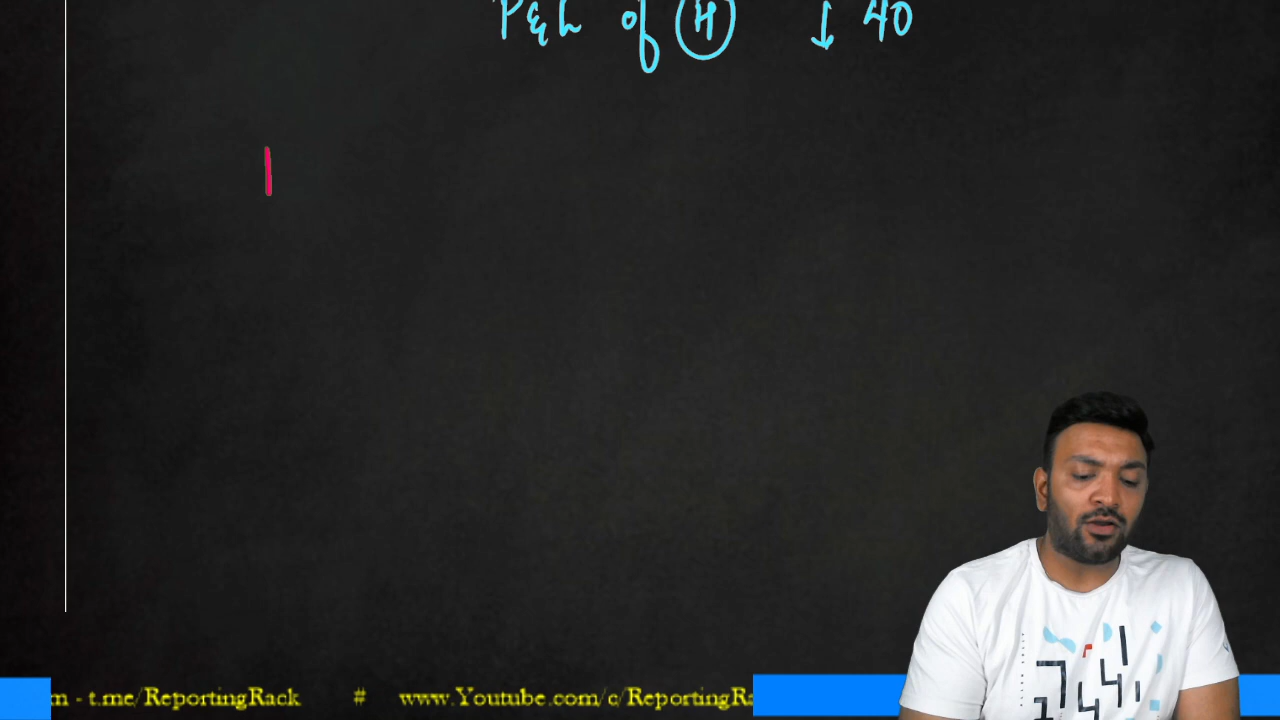 P&L of H ↓ 40
m - t.me/ReportingRack # www.Youtube.com/c/ReportingRa